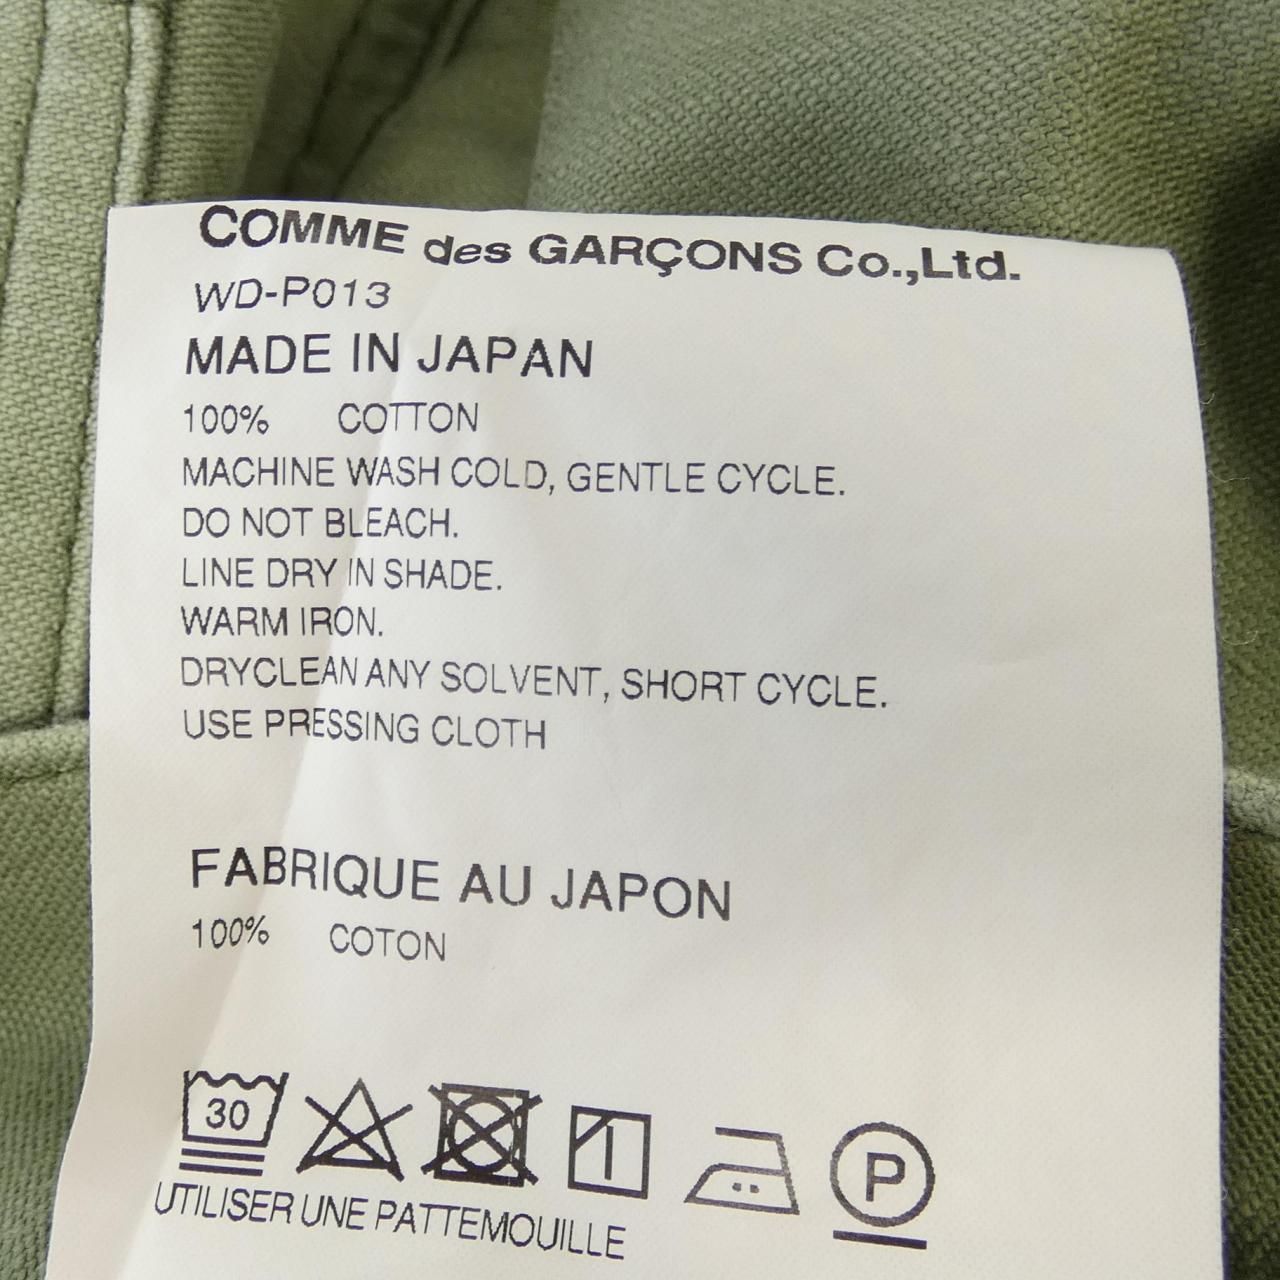 COMME des GARÇONS Co.,Ltd.
WD-P013
MADE IN JAPAN
100% COTTON
MACHINE WASH COLD, GENTLE CYCLE.
DO NOT BLEACH.
LINE DRY IN SHADE.
WARM IRON.
DRYCLEAN ANY SOLVENT, SHORT CYCLE.
USE PRESSING CLOTH
FABRIQUE AU JAPON
100% COTON
30
P
UTILISER UNE PATTEMOUILLE